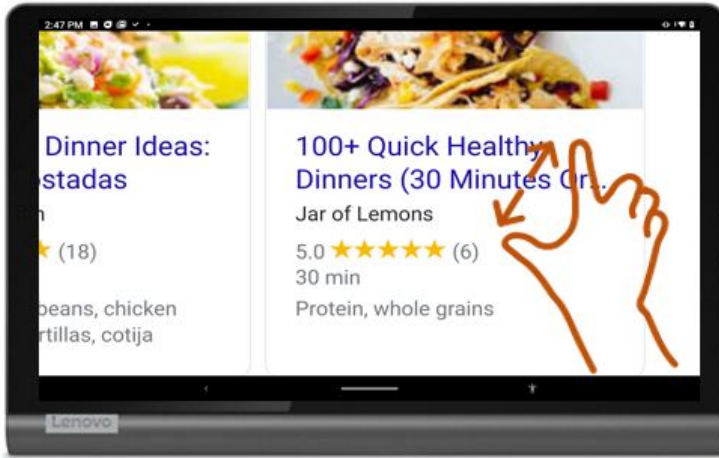 2:47 PM
Dinner Ideas:
ostadas
(18)
beans, chicken
rtillas, cotija
100+ Quick Healthy
Dinners (30 Minutes Or...
Jar of Lemons
5.0 ★★★★★ (6)
30 min
Protein, whole grains
Lenovo